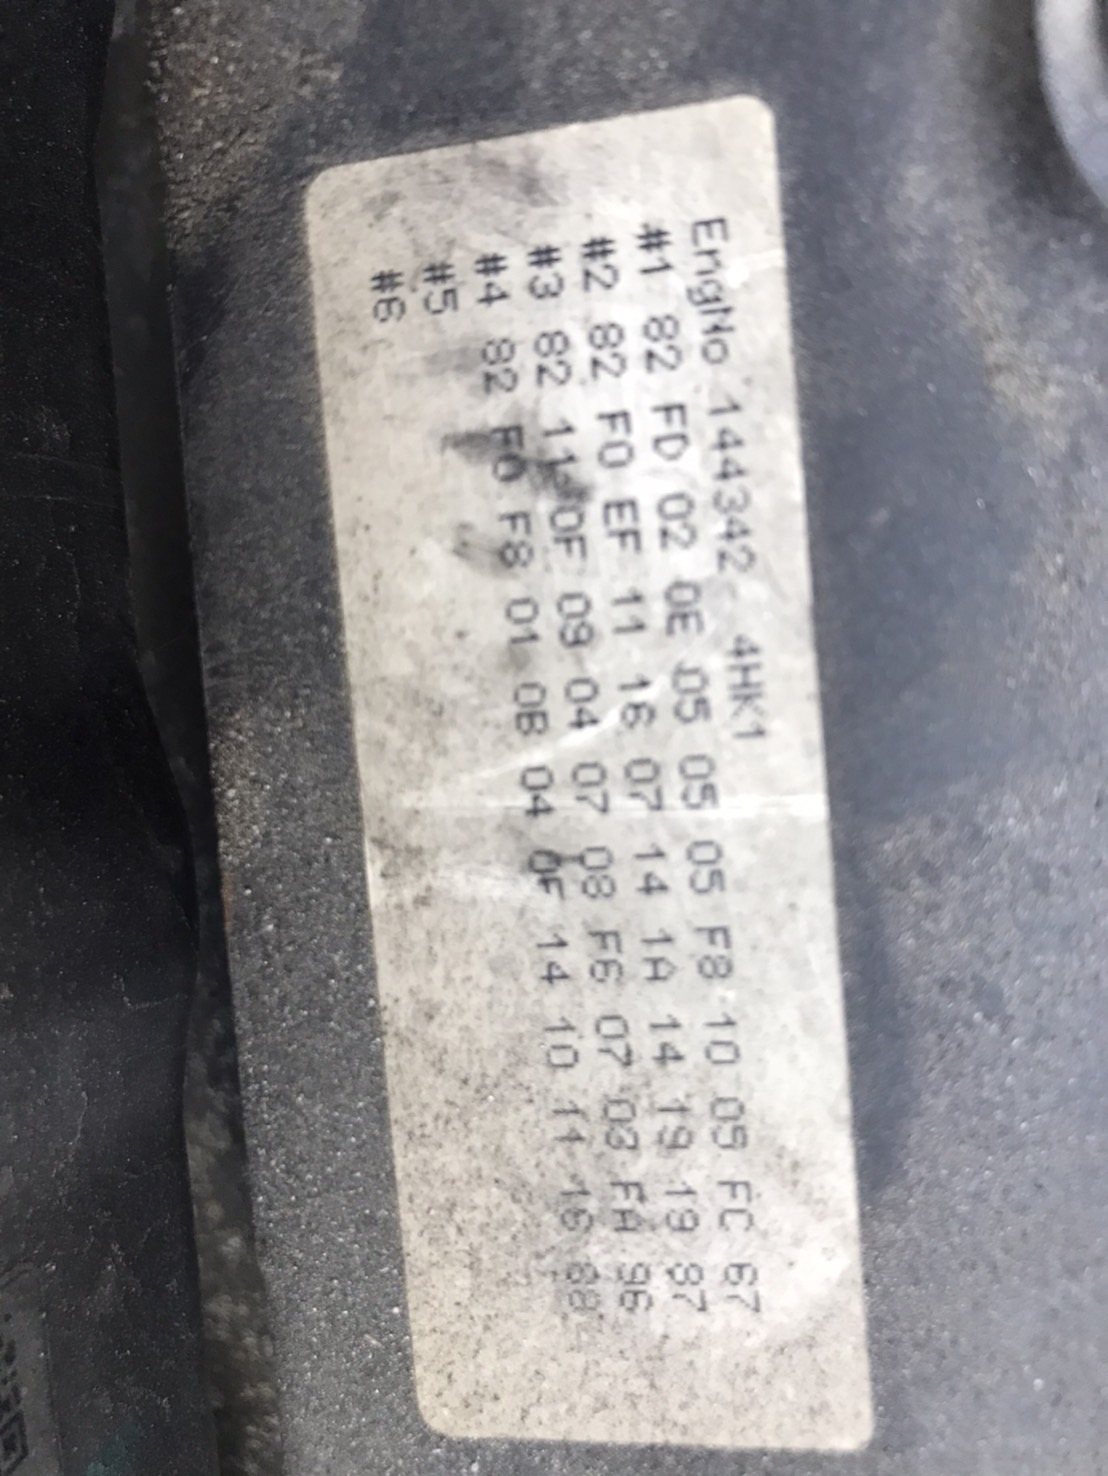 EngNo 144342 4HK1
#1 82 FD 02 0E 05 05 05 F8 10 05 FC 67
#2 82 F0 EF 11 16 07 14 1A 14 19 19 87
#3 82 11 0F 09 04 07 08 F6 07 03 FA 96
#4 82 F0 F8 01 0B 04 0F 14 10 11 16 88
#5
#6